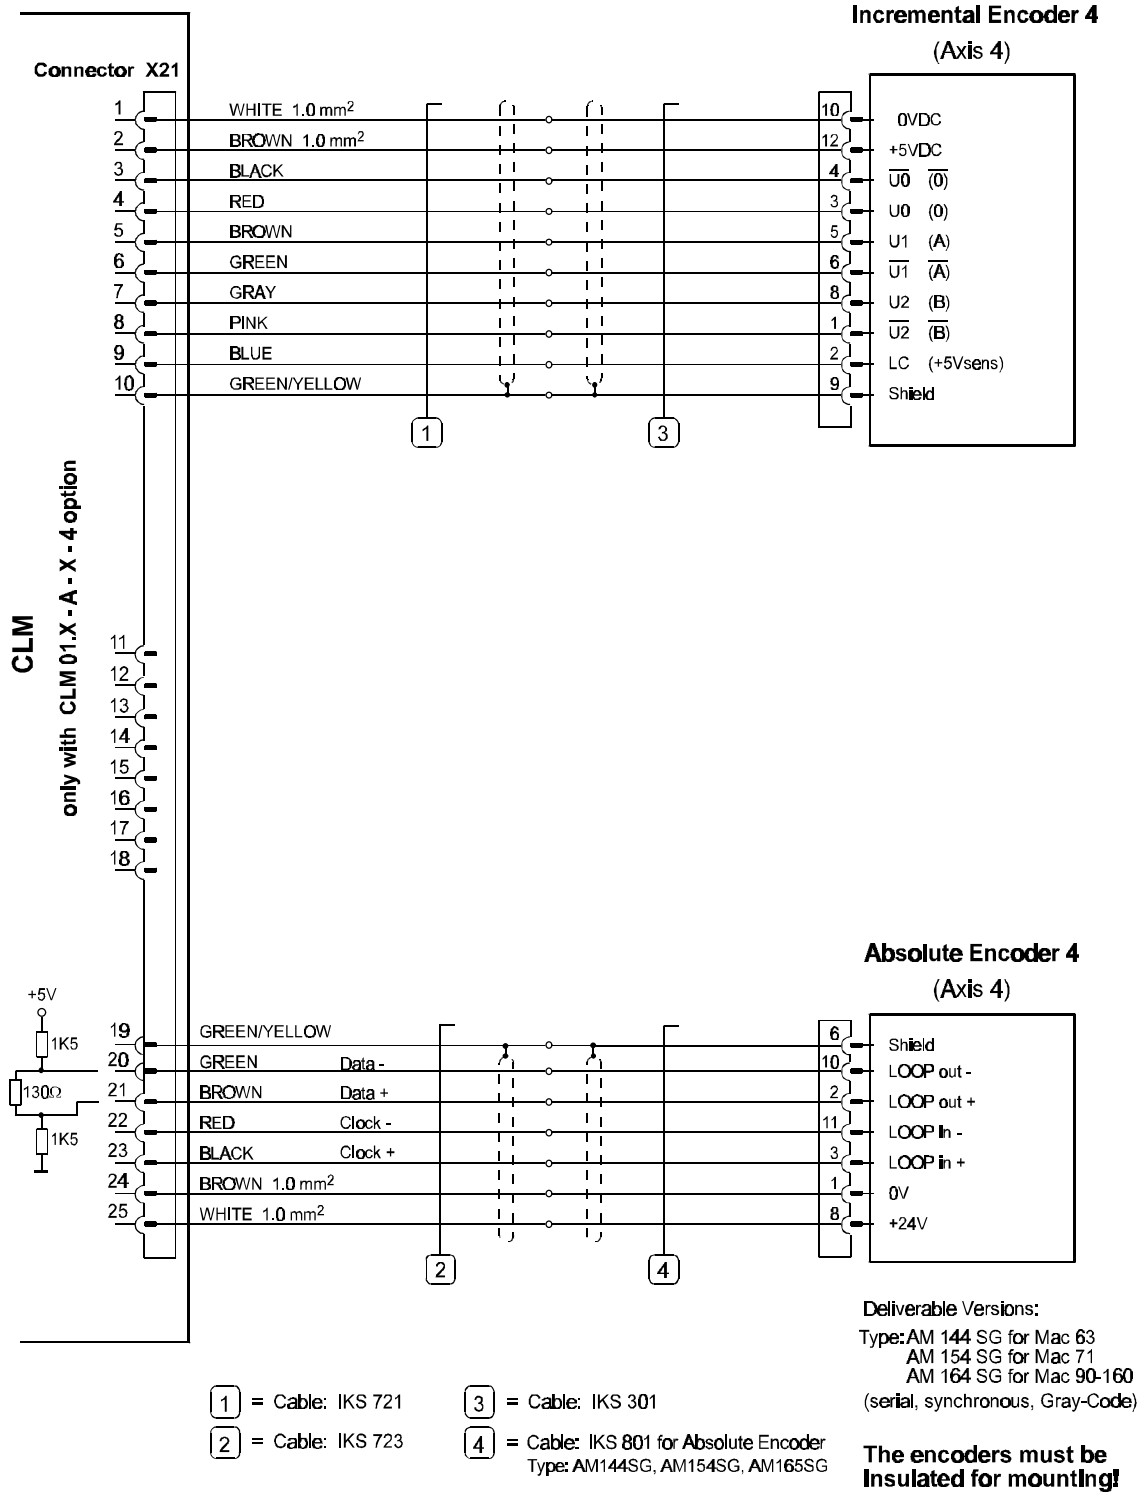 Incremental Encoder 4
(Axis 4)
Connector X21
1 WHITE 1.0 mm² 10 0VDC
2 BROWN 1.0 mm² 12 +5VDC
3 BLACK 4 U̅0̅ (0̅)
4 RED 3 U0 (0)
5 BROWN 5 U1 (A)
6 GREEN 6 U̅1̅ (A̅)
7 GRAY 8 U2 (B)
8 PINK 1 U̅2̅ (B̅)
9 BLUE 2 LC (+5Vsens)
10 GREEN/YELLOW 9 Shield
1 3
CLM
only with CLM 01.X - A - X - 4 option
11
12
13
14
15
16
17
18
Absolute Encoder 4
(Axis 4)
+5V
1K5
130Ω
1K5
19 GREEN/YELLOW 6 Shield
20 GREEN Data - 10 LOOP out -
21 BROWN Data + 2 LOOP out +
22 RED Clock - 11 LOOP in -
23 BLACK Clock + 3 LOOP in +
24 BROWN 1.0 mm² 1 0V
25 WHITE 1.0 mm² 8 +24V
2 4
Deliverable Versions:
Type: AM 144 SG for Mac 63
AM 154 SG for Mac 71
AM 164 SG for Mac 90-160
(serial, synchronous, Gray-Code)
1 = Cable: IKS 721
2 = Cable: IKS 723
3 = Cable: IKS 301
4 = Cable: IKS 801 for Absolute Encoder
Type: AM144SG, AM154SG, AM165SG
The encoders must be
Insulated for mounting!